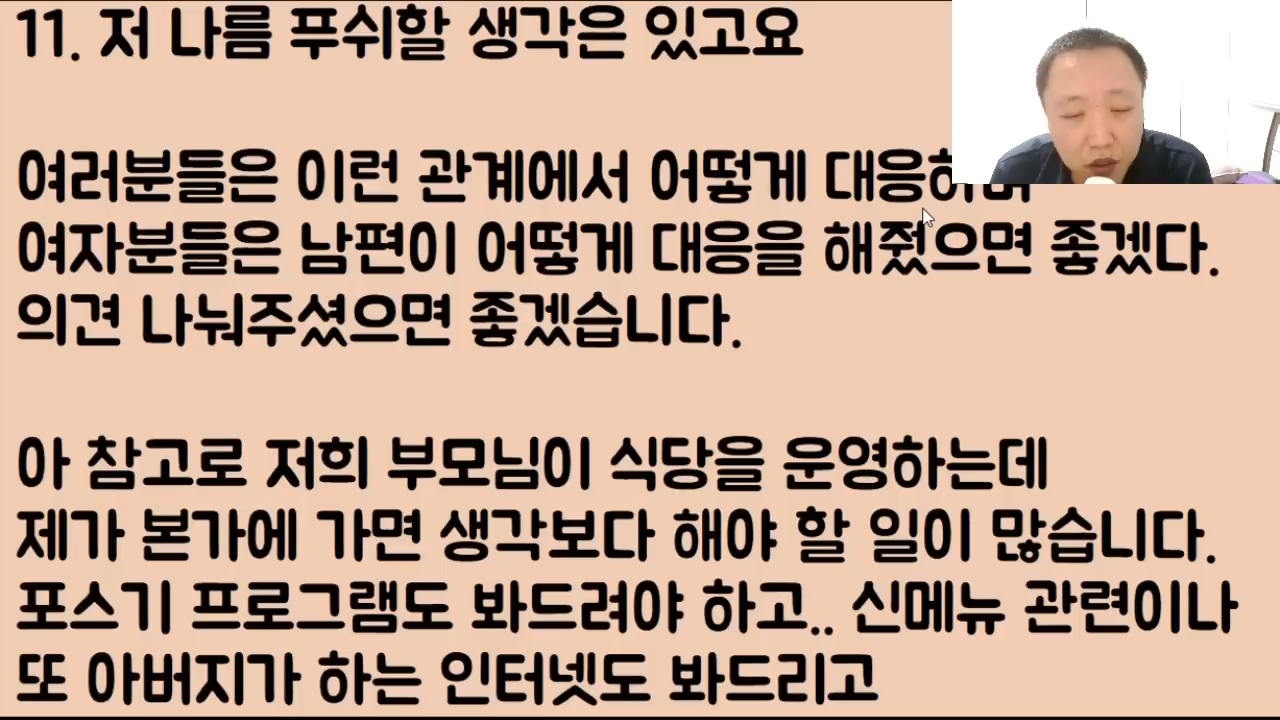 11. 저 나름 푸쉬할 생각은 있고요
여러분들은 이런 관계에서 어떻게 대응하며
여자분들은 남편이 어떻게 대응을 해줬으면 좋겠다.
의견 나눠주셨으면 좋겠습니다.
아 참고로 저희 부모님이 식당을 운영하는데
제가 본가에 가면 생각보다 해야 할 일이 많습니다.
포스기 프로그램도 봐드려야 하고.. 신메뉴 관련이나
또 아버지가 하는 인터넷도 봐드리고